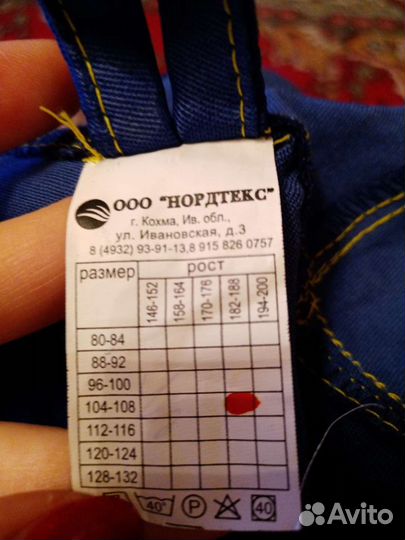 ООО "НОРДТЕКС"
г. Кохма, Ив. обл.,
ул. Ивановская, д.3
8 (4932) 93-91-13,8 915 826 0757
размер рост
146-152 158-164 170-176 182-188 194-200
80-84
88-92
96-100
104-108
112-116
120-124
128-132
40° P 40
Avito